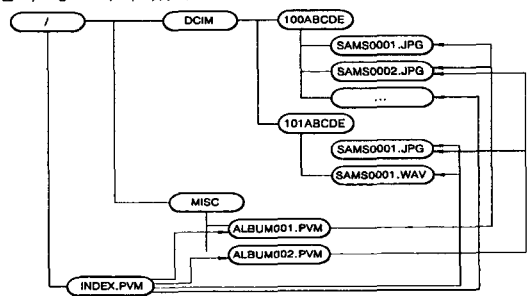 /
DCIM
100ABCDE
SAMS0001.JPG
SAMS0002.JPG
...
101ABCDE
SAMS0001.JPG
SAMS0001.WAV
MISC
ALBUM001.PVM
ALBUM002.PVM
INDEX.PVM